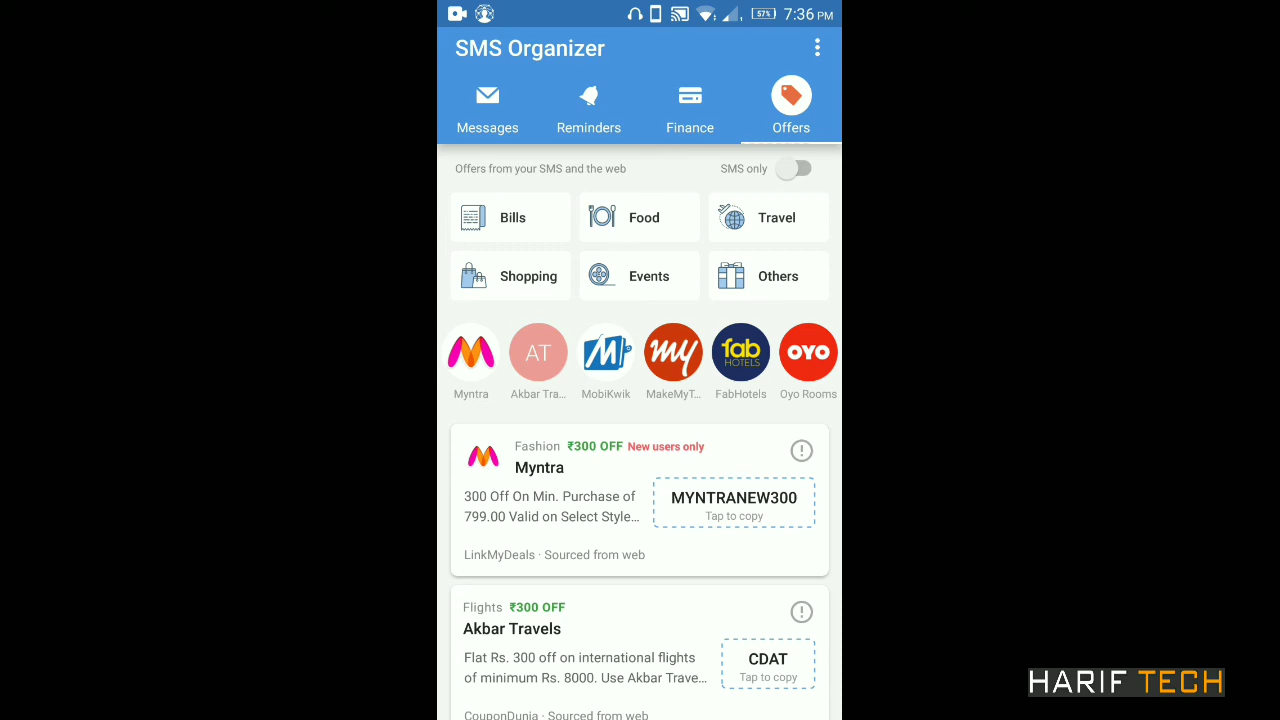 57% 7:36 PM
SMS Organizer
Messages Reminders Finance Offers
Offers from your SMS and the web SMS only
Bills Food Travel
Shopping Events Others
AT M my fab HOTELS OYO
Myntra Akbar Tra... MobiKwik MakeMyT... FabHotels Oyo Rooms
Fashion ₹300 OFF New users only
Myntra
300 Off On Min. Purchase of
799.00 Valid on Select Style...
MYNTRANEW300
Tap to copy
LinkMyDeals · Sourced from web
Flights ₹300 OFF
Akbar Travels
Flat Rs. 300 off on international flights
of minimum Rs. 8000. Use Akbar Trave...
CDAT
Tap to copy
CouponDunia · Sourced from web
HARIF TECH